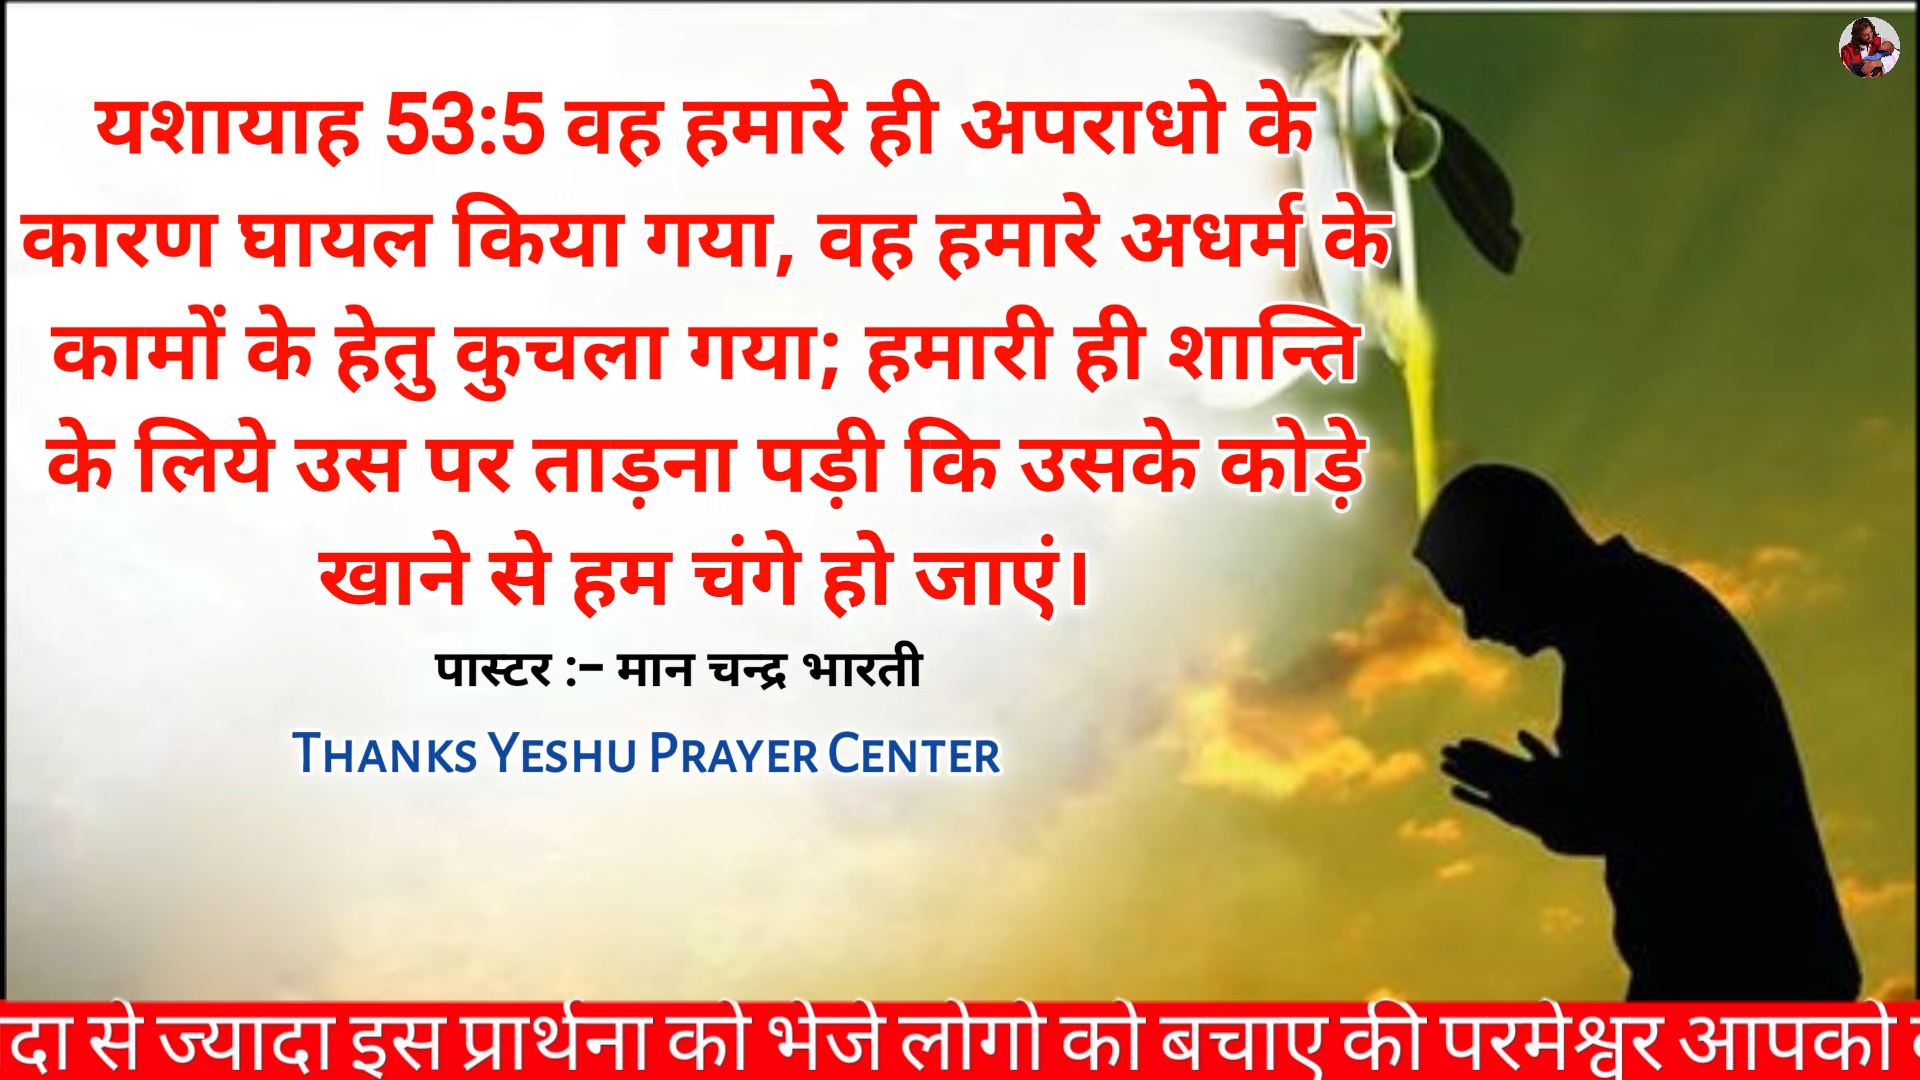 यशायाह 53:5 वह हमारे ही अपराधो के
कारण घायल किया गया, वह हमारे अधर्म के
कामों के हेतु कुचला गया; हमारी ही शान्ति
के लिये उस पर ताड़ना पड़ी कि उसके कोड़े
खाने से हम चंगे हो जाएं।
पास्टर :- मान चन्द्र भारती
Thanks Yeshu Prayer Center
से ज्यादा इस प्रार्थना को भेजे लोगो को बचाए की परमेश्वर आपको